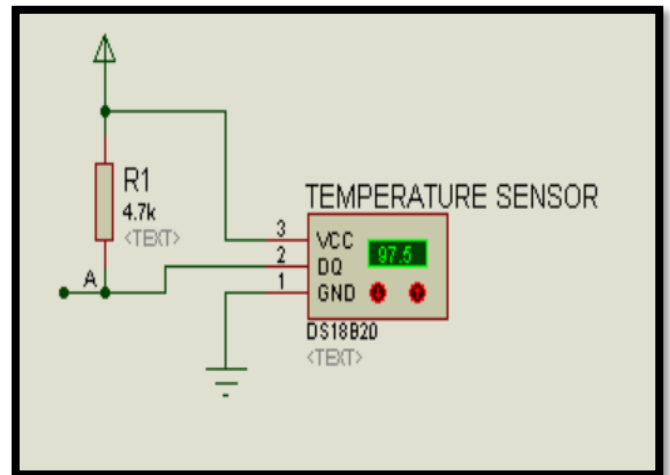 R1
4.7k
<TEXT>
A
TEMPERATURE SENSOR
3
2
1
VCC
DQ
GND
97.5
DS18B20
<TEXT>